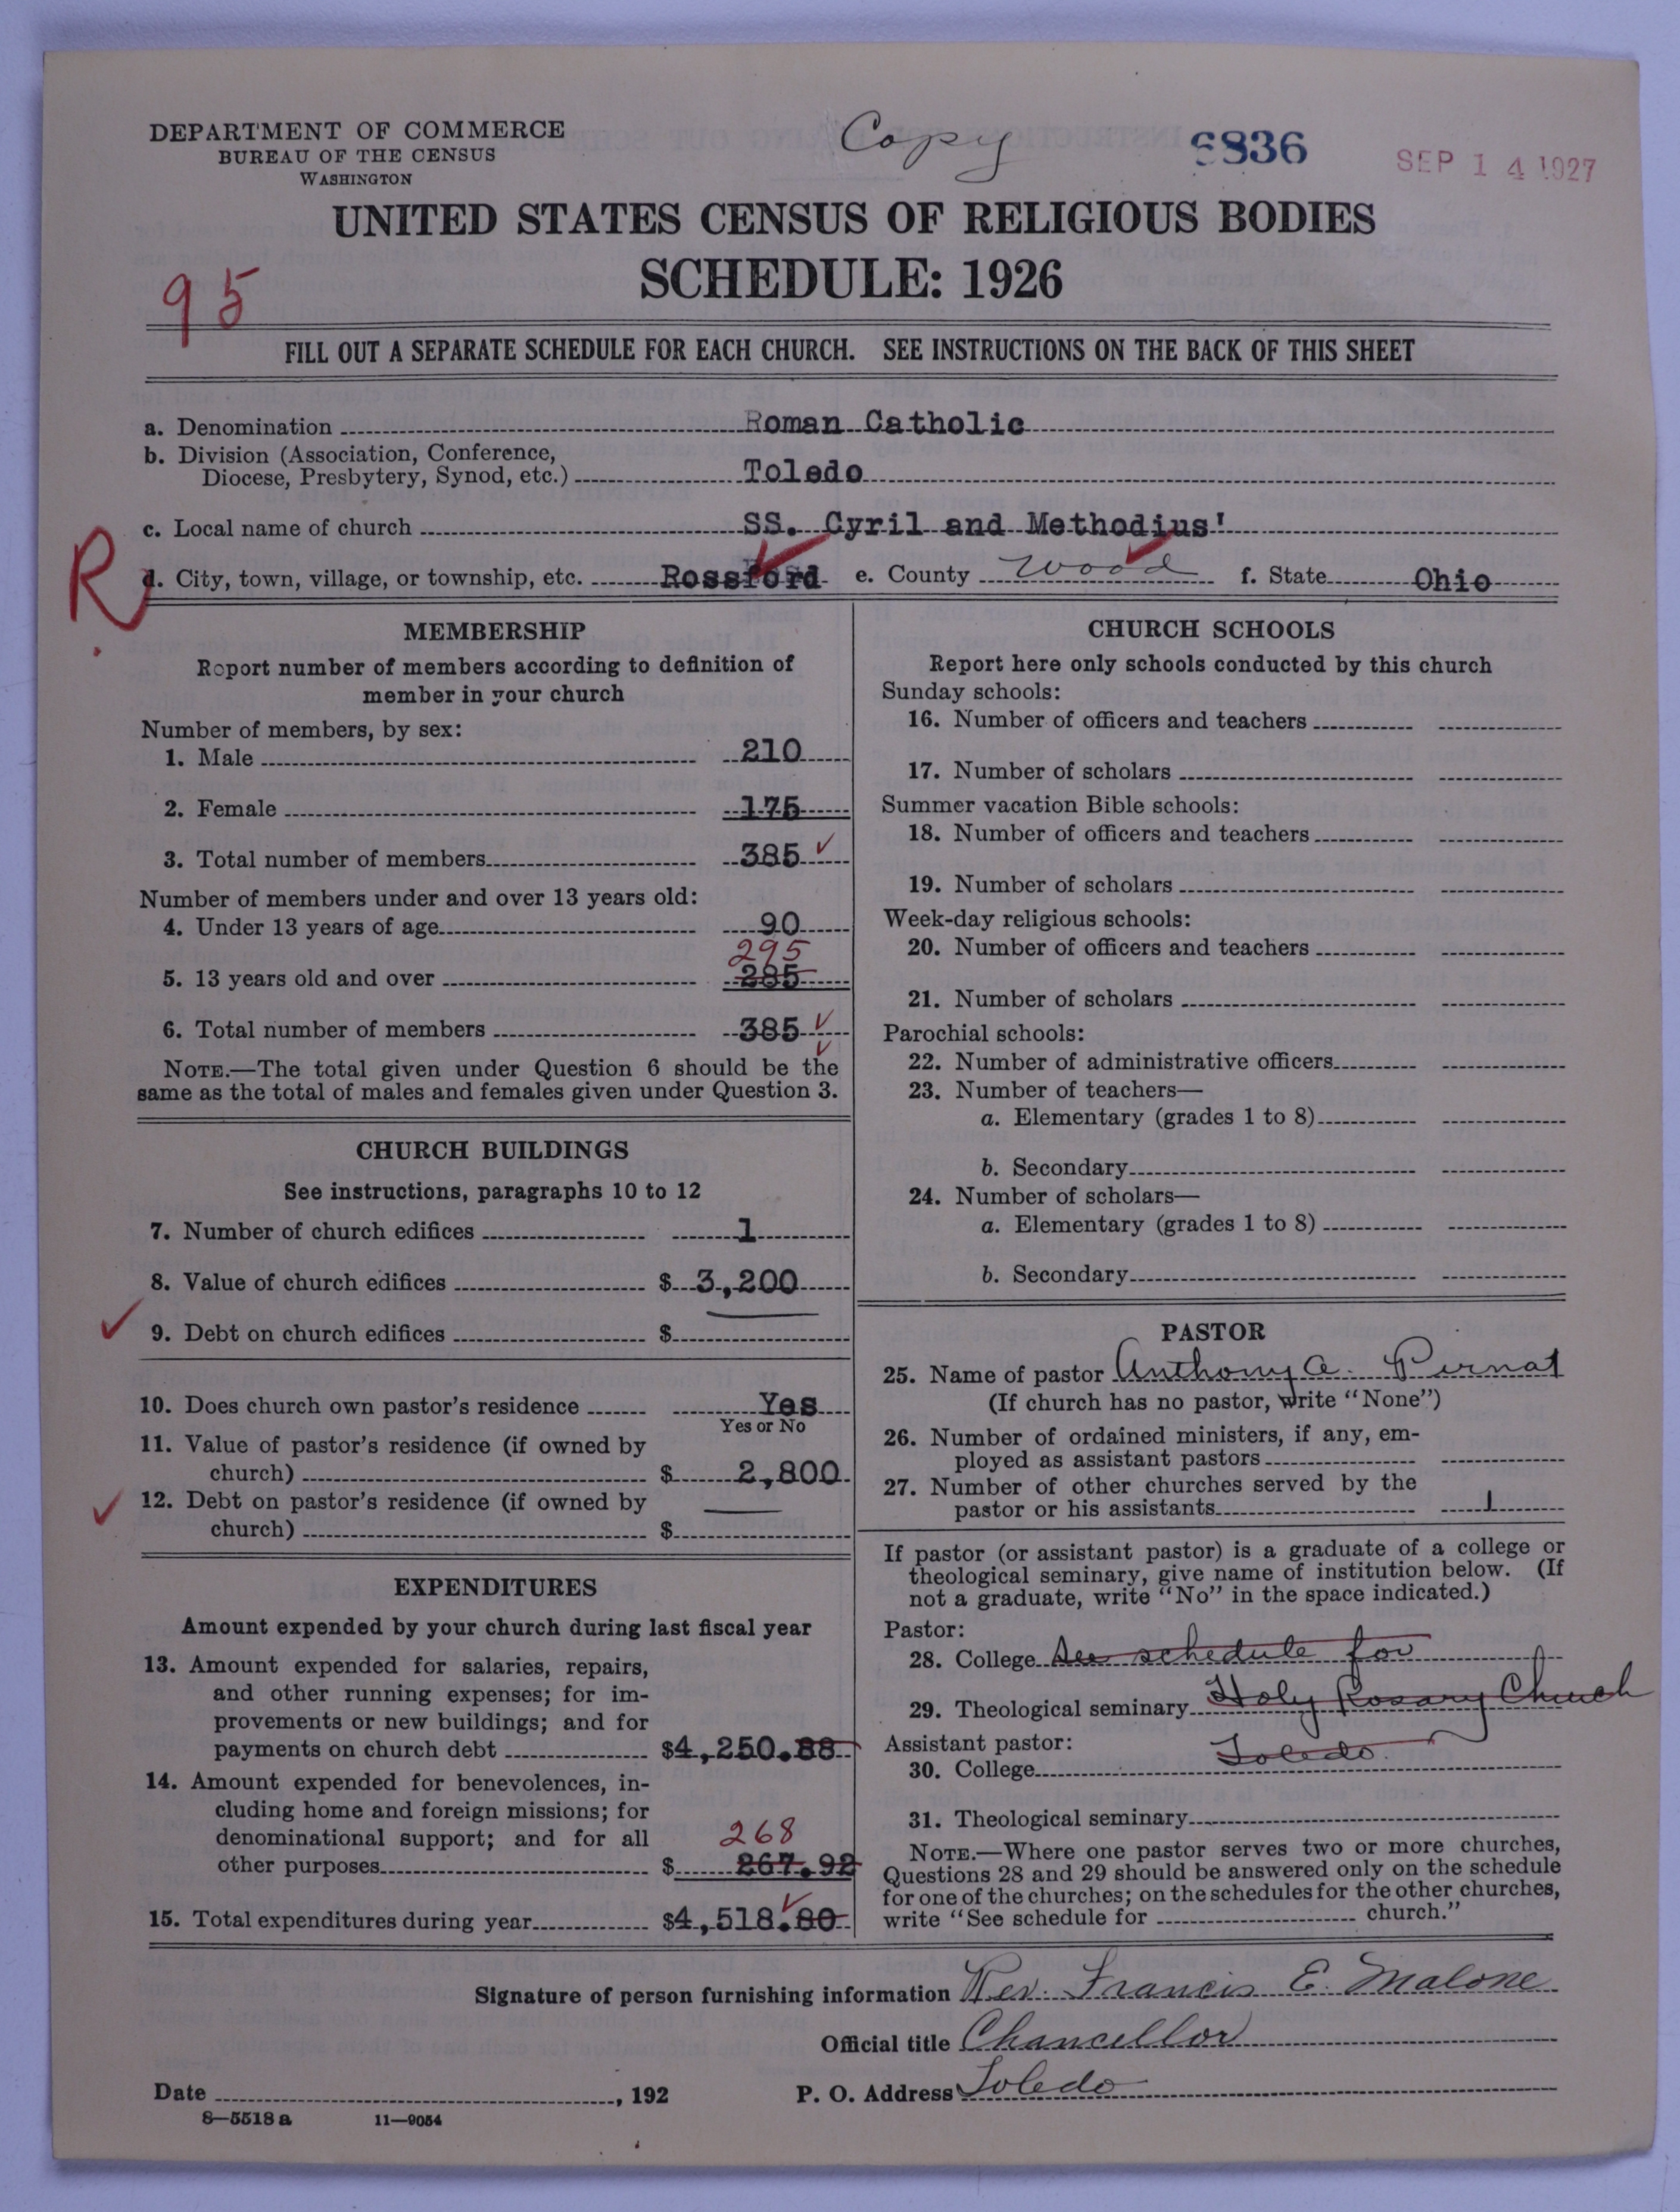 DEPARTMENT OF COMMERCE
BUREAU OF THE CENSUS
WASHINGTON
Copy
6836
SEP 14 1927
UNITED STATES CENSUS OF RELIGIOUS BODIES
SCHEDULE: 1926
95
FILL OUT A SEPARATE SCHEDULE FOR EACH CHURCH. SEE INSTRUCTIONS ON THE BACK OF THIS SHEET
a. Denomination Roman Catholic
b. Division (Association, Conference,
Diocese, Presbytery, Synod, etc.) Toledo
c. Local name of church SS. Cyril and Methodius'
R
d. City, town, village, or township, etc. Rossford e. County Wood f. State Ohio
MEMBERSHIP
Report number of members according to definition of
member in your church
Number of members, by sex:
1. Male 210
2. Female 175
3. Total number of members 385 ✓
Number of members under and over 13 years old:
4. Under 13 years of age 90
295
5. 13 years old and over 285
6. Total number of members 385 ✓
NOTE.—The total given under Question 6 should be the
same as the total of males and females given under Question 3.
CHURCH BUILDINGS
See instructions, paragraphs 10 to 12
7. Number of church edifices 1
8. Value of church edifices $ 3,200
✓ 9. Debt on church edifices $ —
10. Does church own pastor's residence Yes
Yes or No
11. Value of pastor's residence (if owned by
church) $ 2,800
✓ 12. Debt on pastor's residence (if owned by
church) $ —
EXPENDITURES
Amount expended by your church during last fiscal year
13. Amount expended for salaries, repairs,
and other running expenses; for im-
provements or new buildings; and for
payments on church debt $4,250.88
14. Amount expended for benevolences, in-
cluding home and foreign missions; for
denominational support; and for all
268
other purposes $ 267.92
15. Total expenditures during year $4,518.80
CHURCH SCHOOLS
Report here only schools conducted by this church
Sunday schools:
16. Number of officers and teachers
17. Number of scholars
Summer vacation Bible schools:
18. Number of officers and teachers
19. Number of scholars
Week-day religious schools:
20. Number of officers and teachers
21. Number of scholars
Parochial schools:
22. Number of administrative officers
23. Number of teachers—
a. Elementary (grades 1 to 8)
b. Secondary
24. Number of scholars—
a. Elementary (grades 1 to 8)
b. Secondary
PASTOR
25. Name of pastor Anthony A. Pirnat
(If church has no pastor, write "None")
26. Number of ordained ministers, if any, em-
ployed as assistant pastors
27. Number of other churches served by the
pastor or his assistants 1
If pastor (or assistant pastor) is a graduate of a college or
theological seminary, give name of institution below. (If
not a graduate, write "No" in the space indicated.)
Pastor:
28. College See schedule for
29. Theological seminary Holy Rosary Church
Assistant pastor: Toledo
30. College
31. Theological seminary
NOTE.—Where one pastor serves two or more churches,
Questions 28 and 29 should be answered only on the schedule
for one of the churches; on the schedules for the other churches,
write "See schedule for church."
Signature of person furnishing information Rev. Francis E. Malone
Official title Chancellor
Date , 192 P. O. Address Toledo
8—5518 a 11—9054